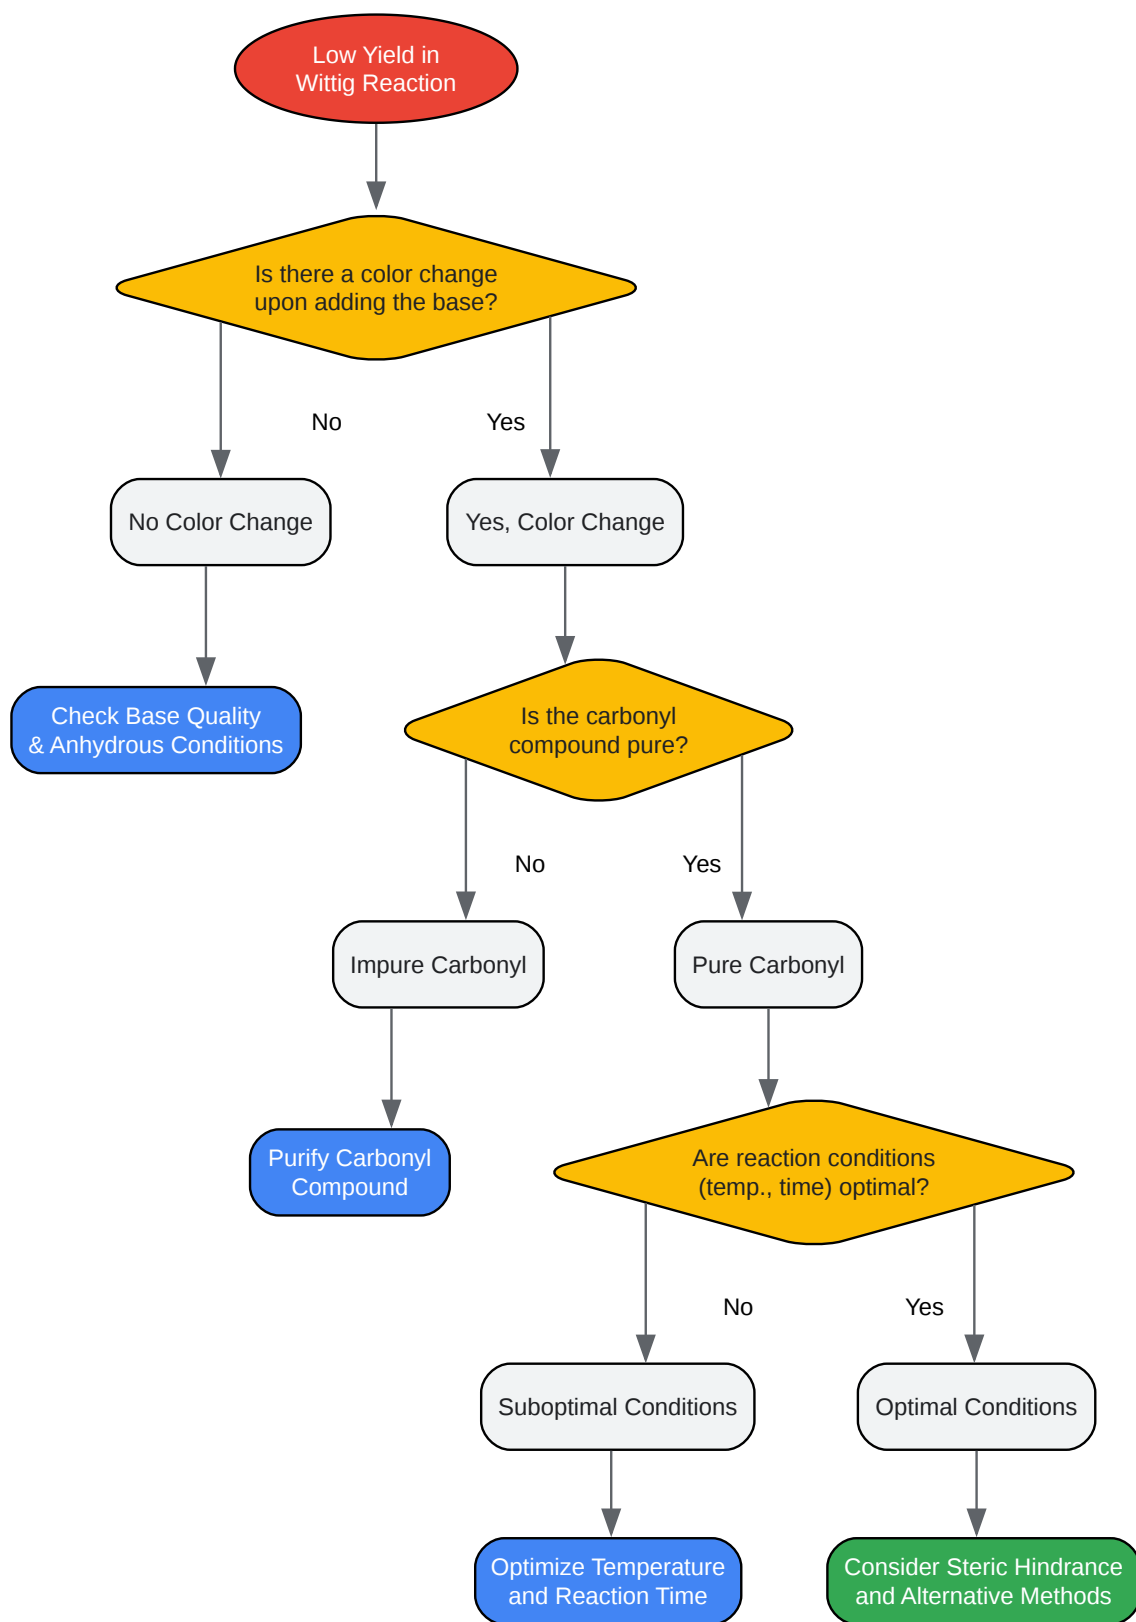 Low Yield in
Wittig Reaction
Is there a color change
upon adding the base?
No
Yes
No Color Change
Yes, Color Change
Check Base Quality
& Anhydrous Conditions
Is the carbonyl
compound pure?
No
Yes
Impure Carbonyl
Pure Carbonyl
Purify Carbonyl
Compound
Are reaction conditions
(temp., time) optimal?
No
Yes
Suboptimal Conditions
Optimal Conditions
Optimize Temperature
and Reaction Time
Consider Steric Hindrance
and Alternative Methods